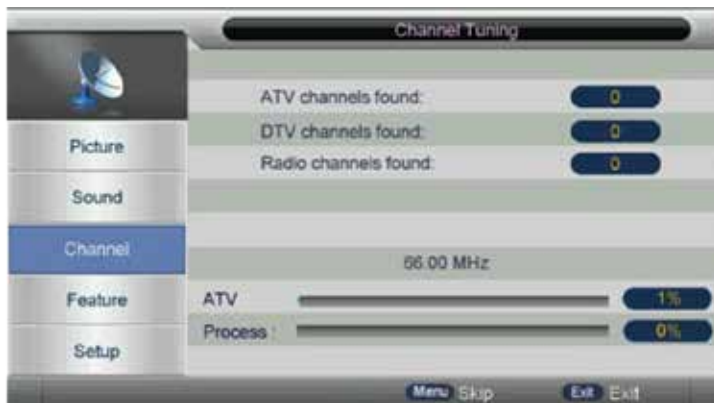 Channel Tuning
ATV channels found: 0
DTV channels found: 0
Radio channels found: 0
Picture
Sound
Channel
Feature
Setup
66.00 MHz
ATV 1%
Process : 0%
Menu Skip Exit Exit